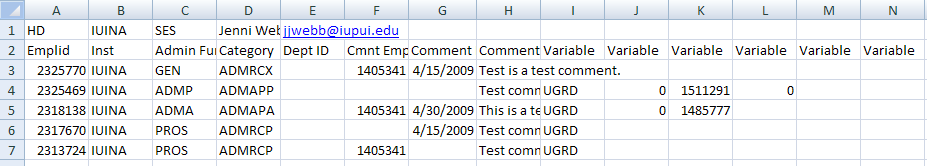 A B C D E F G H I J K L M N
1 HD IUINA SES Jenni Web jjwebb@iupui.edu
2 Emplid Inst Admin Fu Category Dept ID Cmnt Emp Comment Comment Variable Variable Variable Variable Variable Variable
3 2325770 IUINA GEN ADMRCX 1405341 4/15/2009 Test is a test comment.
4 2325469 IUINA ADMP ADMAPP Test comm UGRD 0 1511291 0
5 2318138 IUINA ADMA ADMAPA 1405341 4/30/2009 This is a te UGRD 0 1485777
6 2317670 IUINA PROS ADMRCP 4/15/2009 Test comm UGRD
7 2313724 IUINA PROS ADMRCP 1405341 Test comm UGRD